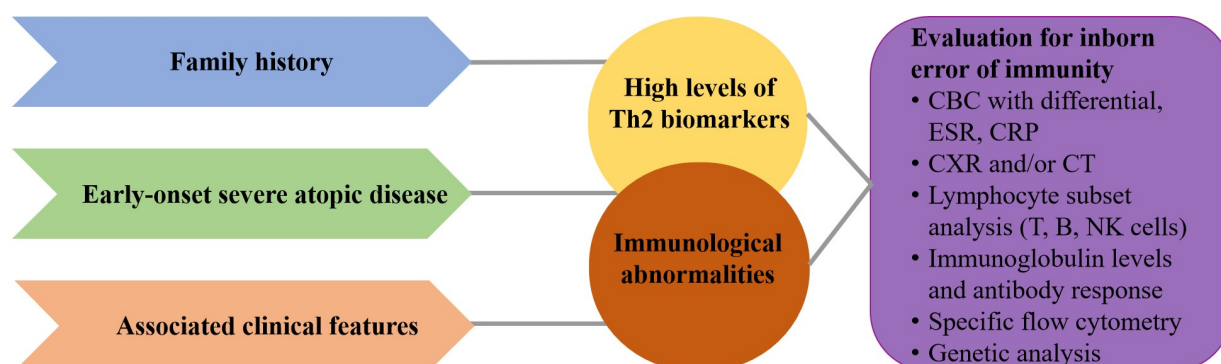 Family history
Early-onset severe atopic disease
Associated clinical features
High levels of
Th2 biomarkers
Immunological
abnormalities
Evaluation for inborn
error of immunity
• CBC with differential,
ESR, CRP
• CXR and/or CT
• Lymphocyte subset
analysis (T, B, NK cells)
• Immunoglobulin levels
and antibody response
• Specific flow cytometry
• Genetic analysis